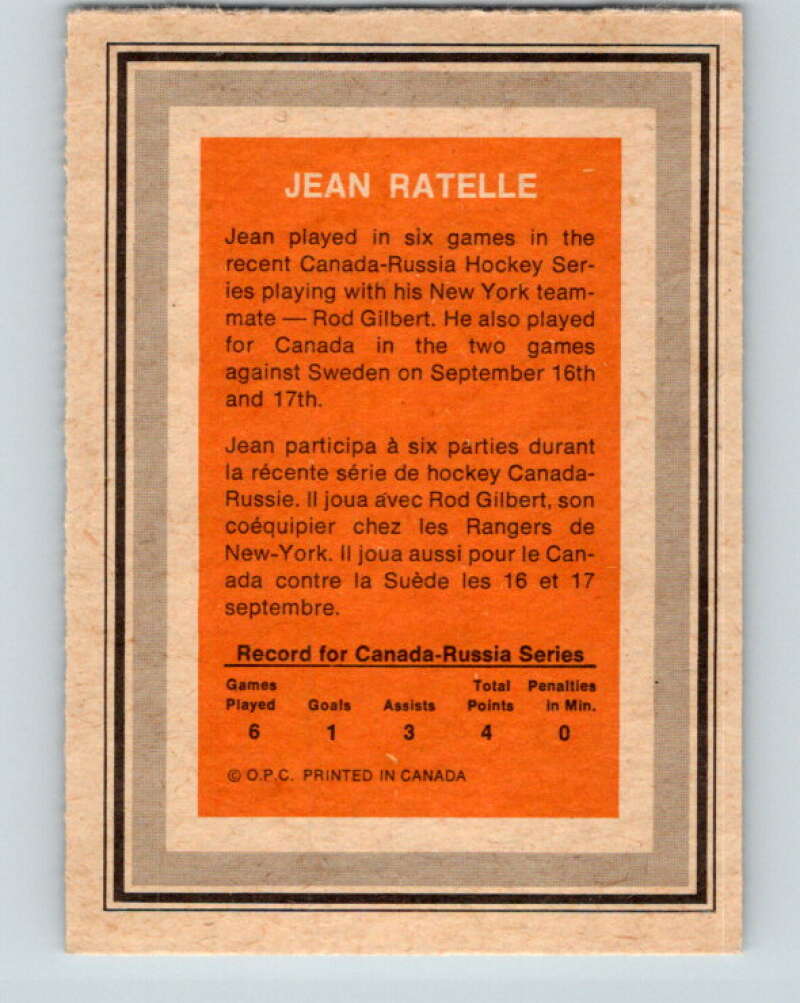 JEAN RATELLE
Jean played in six games in the
recent Canada-Russia Hockey Ser-
ies playing with his New York team-
mate — Rod Gilbert. He also played
for Canada in the two games
against Sweden on September 16th
and 17th.
Jean participa à six parties durant
la récente série de hockey Canada-
Russie. Il joua avec Rod Gilbert, son
coéquipier chez les Rangers de
New-York. Il joua aussi pour le Can-
ada contre la Suède les 16 et 17
septembre.
Record for Canada-Russia Series
Games Total Penalties
Played Goals Assists Points in Min.
6 1 3 4 0
© O.P.C. PRINTED IN CANADA